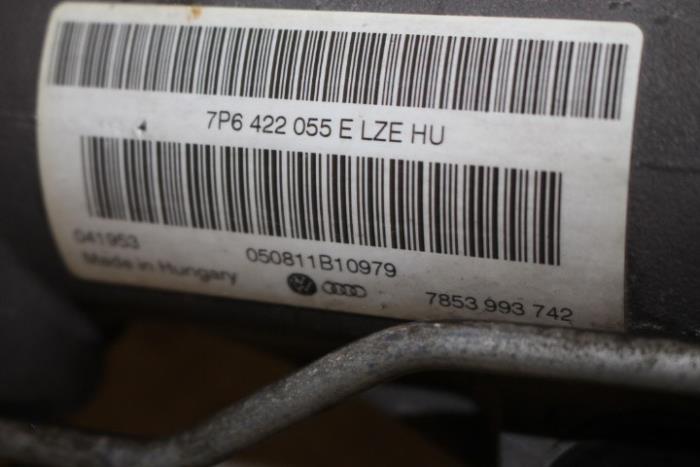 7P6 422 055 E LZE HU
041953
050811B10979
Made in Hungary
7853 993 742